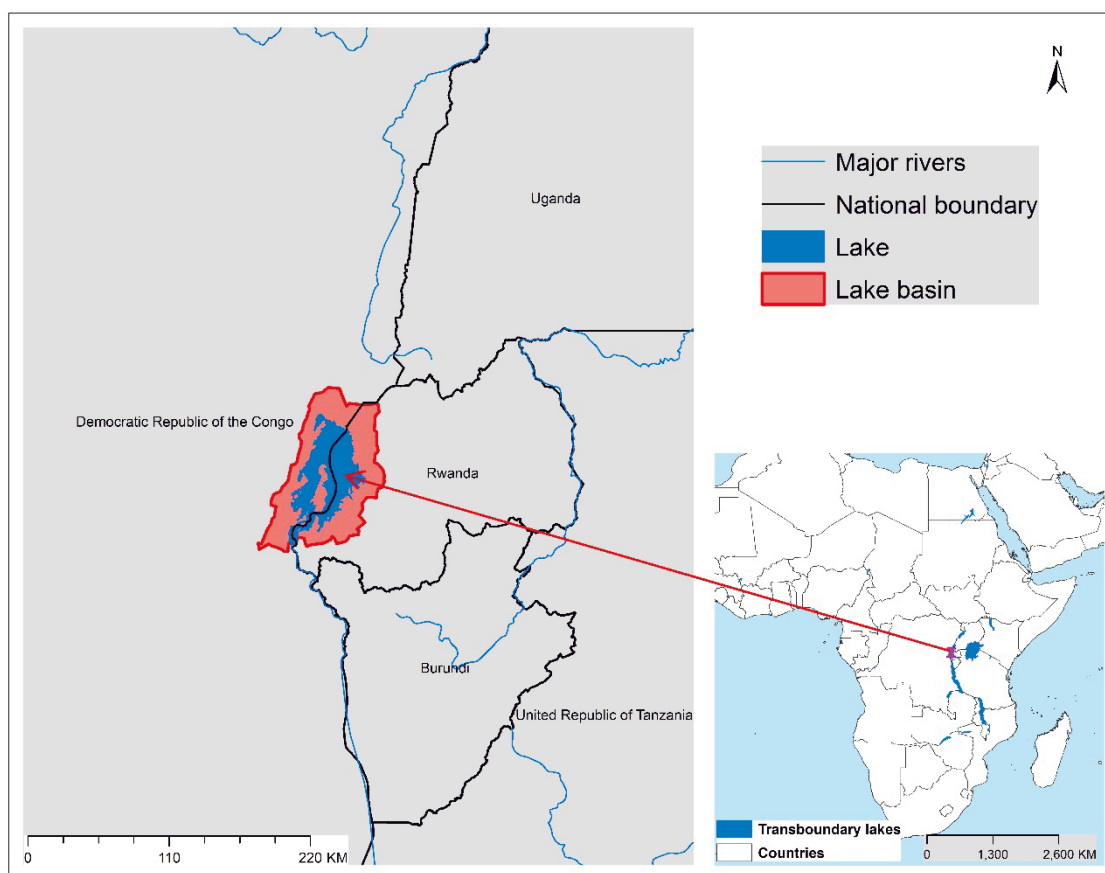 N
Major rivers
National boundary
Lake
Lake basin
Uganda
Democratic Republic of the Congo
Rwanda
Burundi
United Republic of Tanzania
0 110 220 KM
Transboundary lakes
Countries
0 1,300 2,600 KM